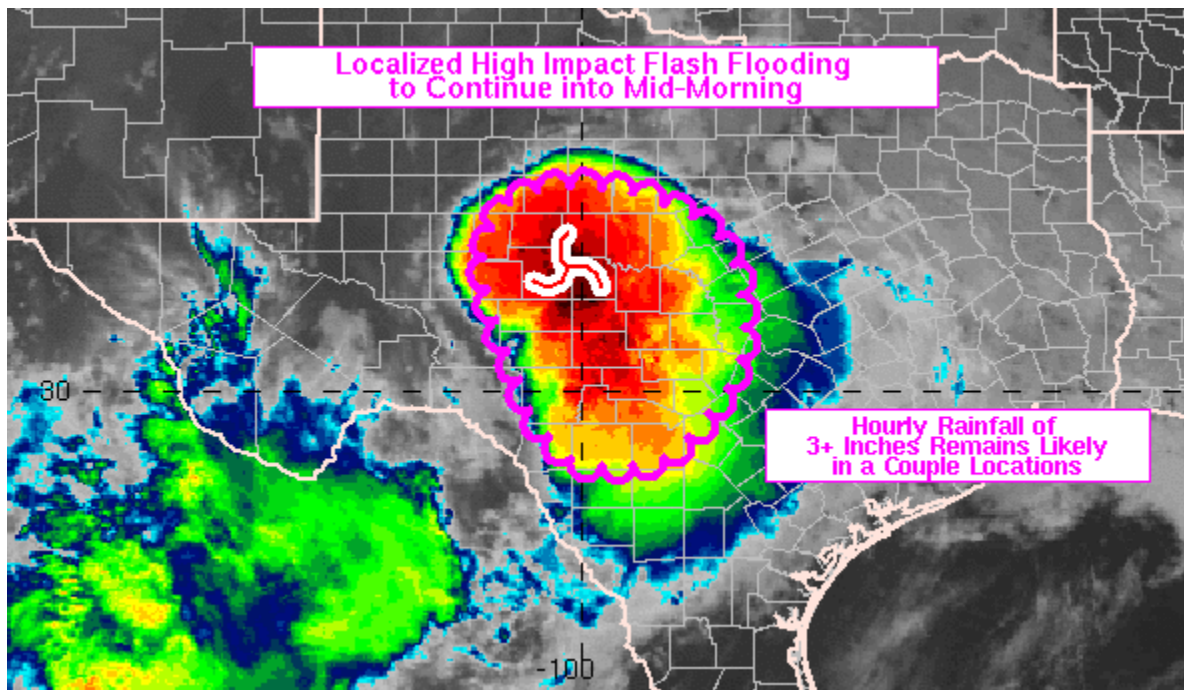 Localized High Impact Flash Flooding
to Continue into Mid-Morning
30
Hourly Rainfall of
3+ Inches Remains Likely
in a Couple Locations
-100